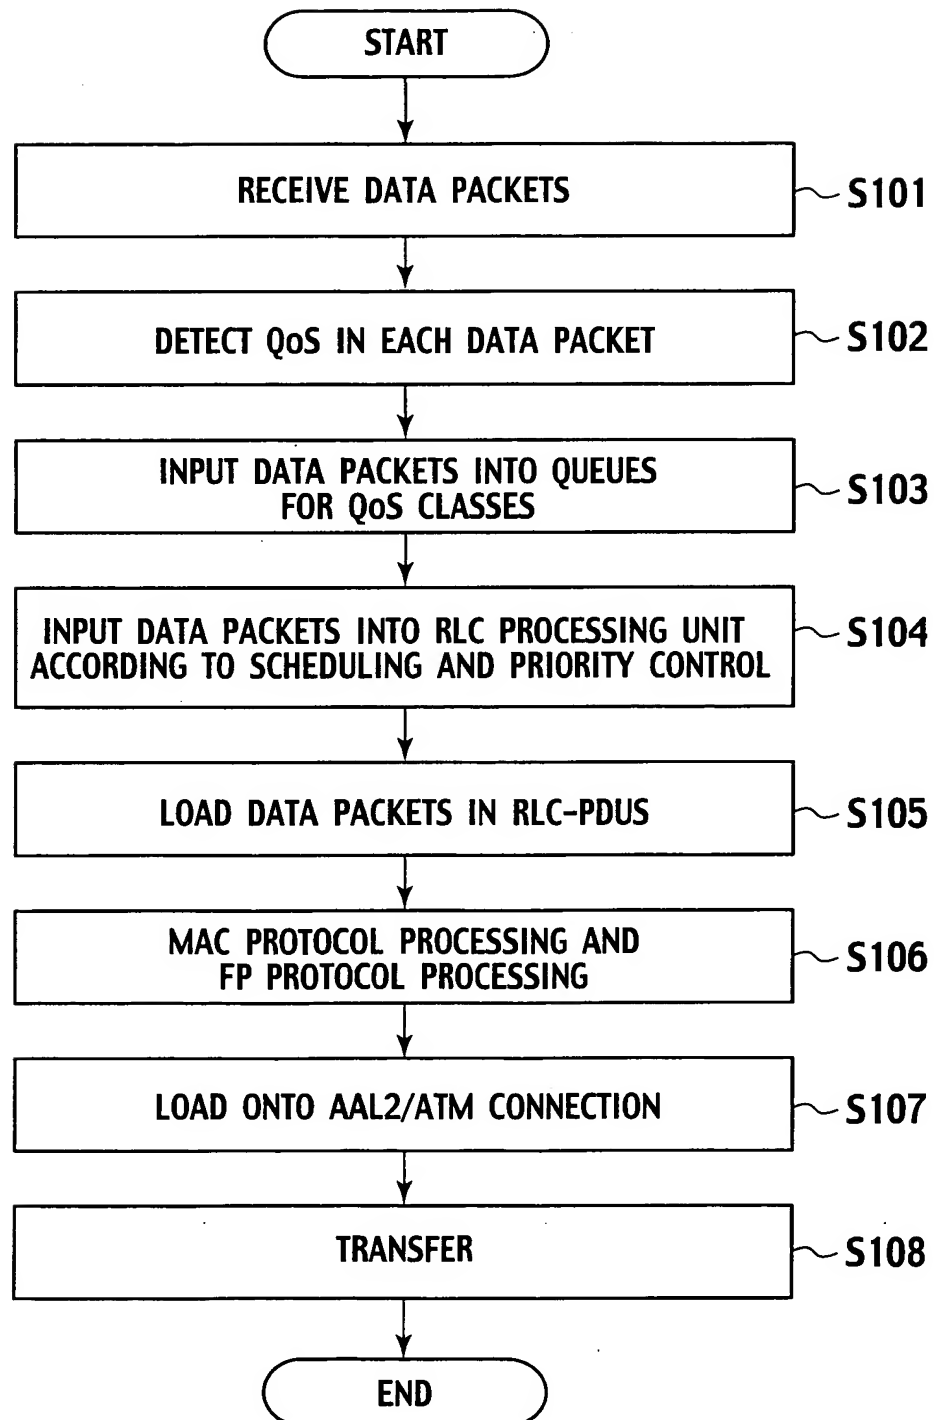 START
RECEIVE DATA PACKETS
S101
DETECT QoS IN EACH DATA PACKET
S102
INPUT DATA PACKETS INTO QUEUES
FOR QoS CLASSES
S103
INPUT DATA PACKETS INTO RLC PROCESSING UNIT
ACCORDING TO SCHEDULING AND PRIORITY CONTROL
S104
LOAD DATA PACKETS IN RLC-PDUS
S105
MAC PROTOCOL PROCESSING AND
FP PROTOCOL PROCESSING
S106
LOAD ONTO AAL2/ATM CONNECTION
S107
TRANSFER
S108
END